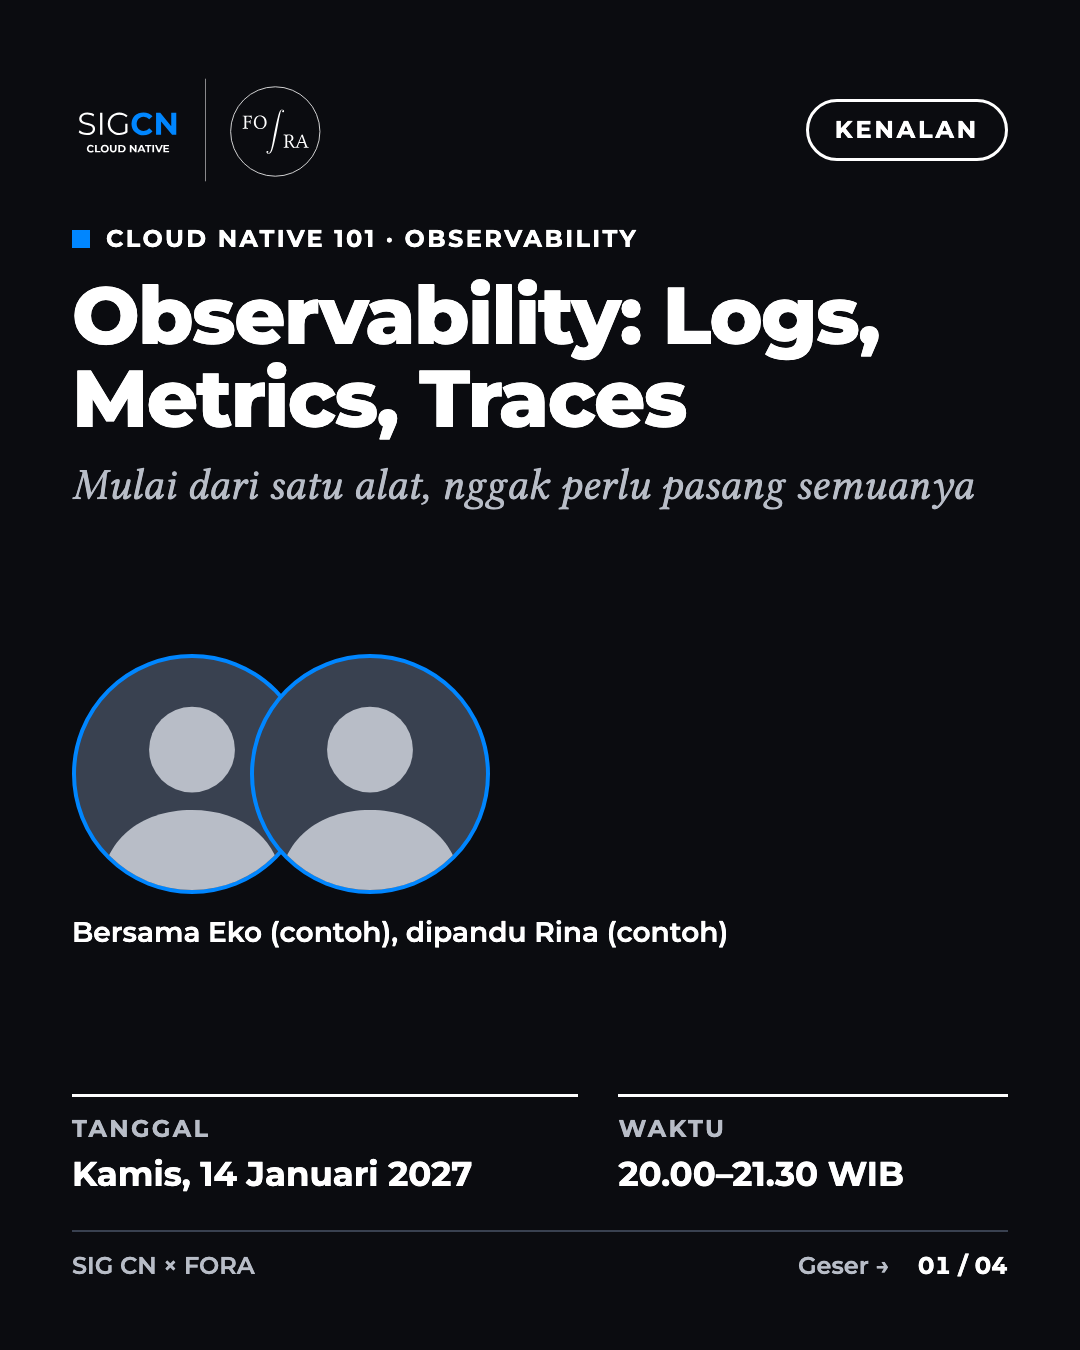 SIGCN
CLOUD NATIVE
FO RA
KENALAN
CLOUD NATIVE 101 · OBSERVABILITY
Observability: Logs,
Metrics, Traces
Mulai dari satu alat, nggak perlu pasang semuanya
Bersama Eko (contoh), dipandu Rina (contoh)
TANGGAL
Kamis, 14 Januari 2027
WAKTU
20.00–21.30 WIB
SIG CN × FORA
Geser → 01 / 04